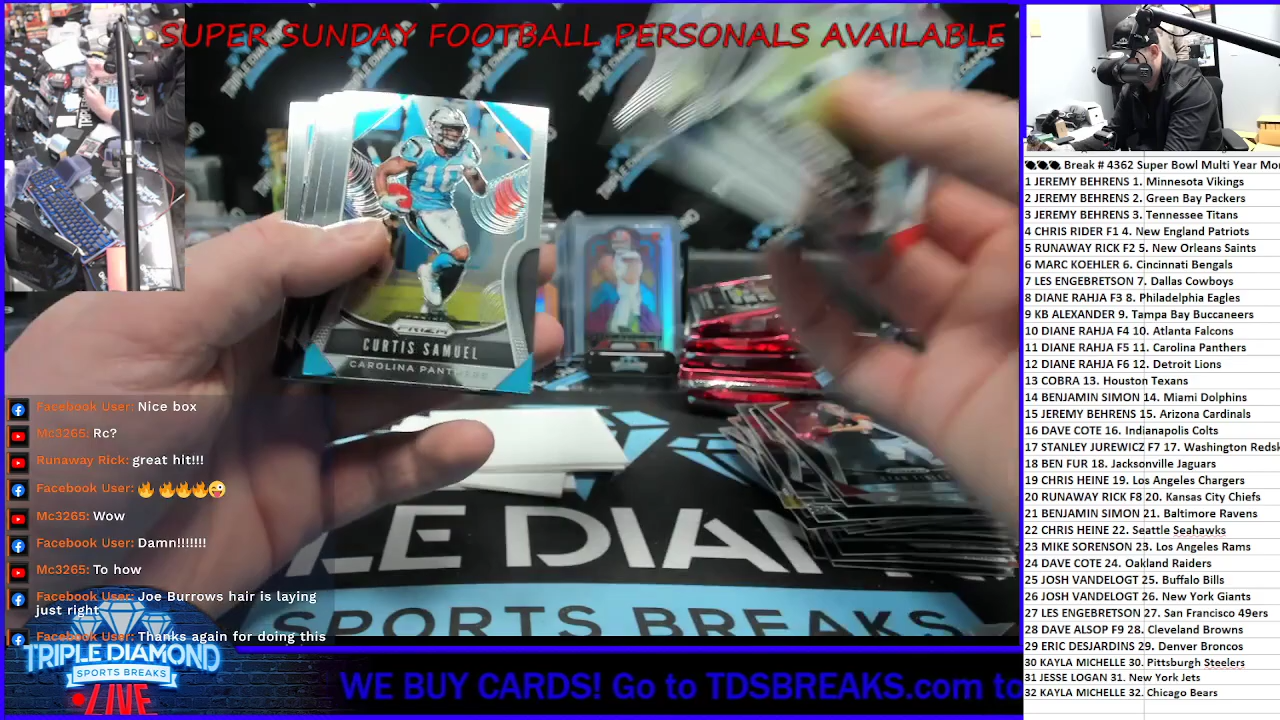 SUPER SUNDAY FOOTBALL PERSONALS AVAILABLE
CURTIS SAMUEL
CAROLINA PANTHERS
PRIZM
Facebook User: Nice box
Mc3265: Rc?
Runaway Rick: great hit!!!
Facebook User: 🔥 🔥🔥🔥😜
Mc3265: Wow
Facebook User: Damn!!!!!!!
Mc3265: To how
Facebook User: Joe Burrows hair is laying
just right
Facebook User: Thanks again for doing this
TRIPLE DIAMOND
SPORTS BREAKS
LIVE
LE DIAM
SPORTS BREAKS
WE BUY CARDS! Go to TDSBREAKS.com to
Break # 4362 Super Bowl Multi Year Mo
1 JEREMY BEHRENS 1. Minnesota Vikings
2 JEREMY BEHRENS 2. Green Bay Packers
3 JEREMY BEHRENS 3. Tennessee Titans
4 CHRIS RIDER F1 4. New England Patriots
5 RUNAWAY RICK F2 5. New Orleans Saints
6 MARC KOEHLER 6. Cincinnati Bengals
7 LES ENGEBRETSON 7. Dallas Cowboys
8 DIANE RAHJA F3 8. Philadelphia Eagles
9 KB ALEXANDER 9. Tampa Bay Buccaneers
10 DIANE RAHJA F4 10. Atlanta Falcons
11 DIANE RAHJA F5 11. Carolina Panthers
12 DIANE RAHJA F6 12. Detroit Lions
13 COBRA 13. Houston Texans
14 BENJAMIN SIMON 14. Miami Dolphins
15 JEREMY BEHRENS 15. Arizona Cardinals
16 DAVE COTE 16. Indianapolis Colts
17 STANLEY JUREWICZ F7 17. Washington Redsk
18 BEN FUR 18. Jacksonville Jaguars
19 CHRIS HEINE 19. Los Angeles Chargers
20 RUNAWAY RICK F8 20. Kansas City Chiefs
21 BENJAMIN SIMON 21. Baltimore Ravens
22 CHRIS HEINE 22. Seattle Seahawks
23 MIKE SORENSON 23. Los Angeles Rams
24 DAVE COTE 24. Oakland Raiders
25 JOSH VANDELOGT 25. Buffalo Bills
26 JOSH VANDELOGT 26. New York Giants
27 LES ENGEBRETSON 27. San Francisco 49ers
28 DAVE ALSOP F9 28. Cleveland Browns
29 Broncos
30 KAYLA MICHELLE 30. Pittsburgh Steelers
31 JESSE LOGAN 31. New York Jets
32 KAYLA MICHELLE 32. Chicago Bears